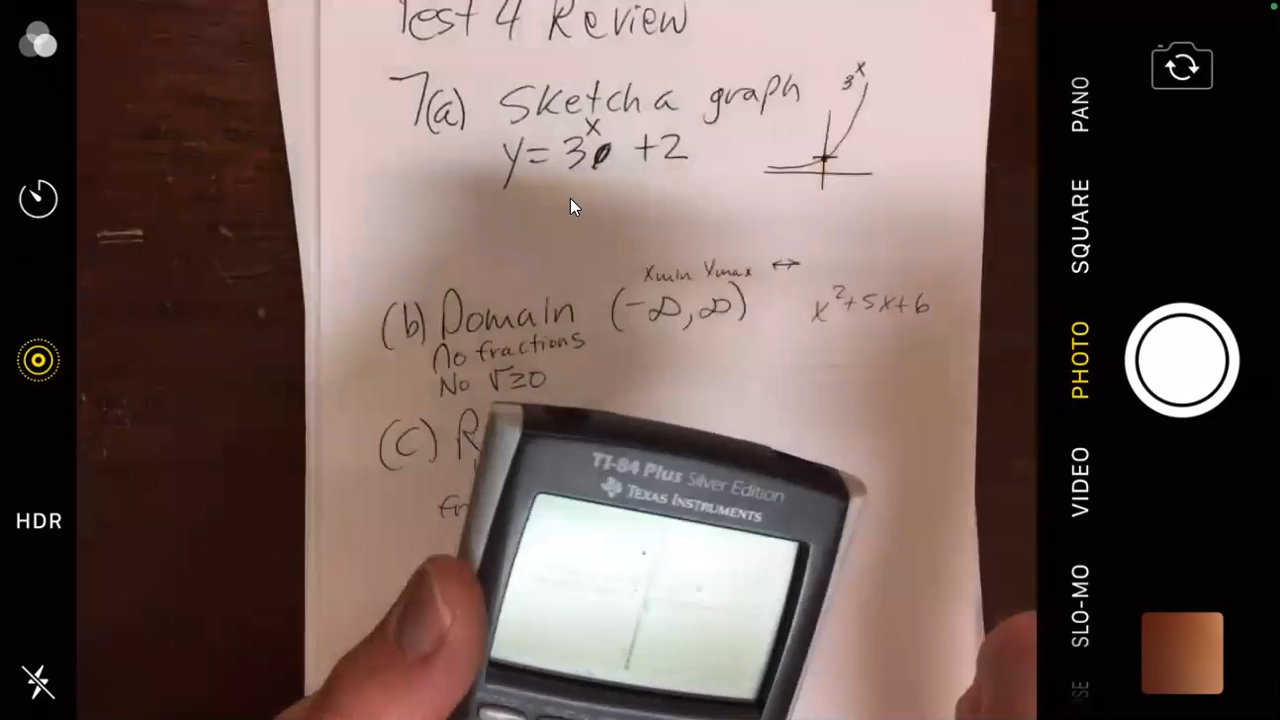 Test 4 Review
7(a) Sketch a graph
3^x
y = 3^x + 2
xmin xmax ↔
(b) Domain (-∞, ∞)
x²+5x+6
No fractions
No √≥0
(c) R
TI-84 Plus Silver Edition
TEXAS INSTRUMENTS
HDR
PANO
SQUARE
PHOTO
VIDEO
SLO-MO